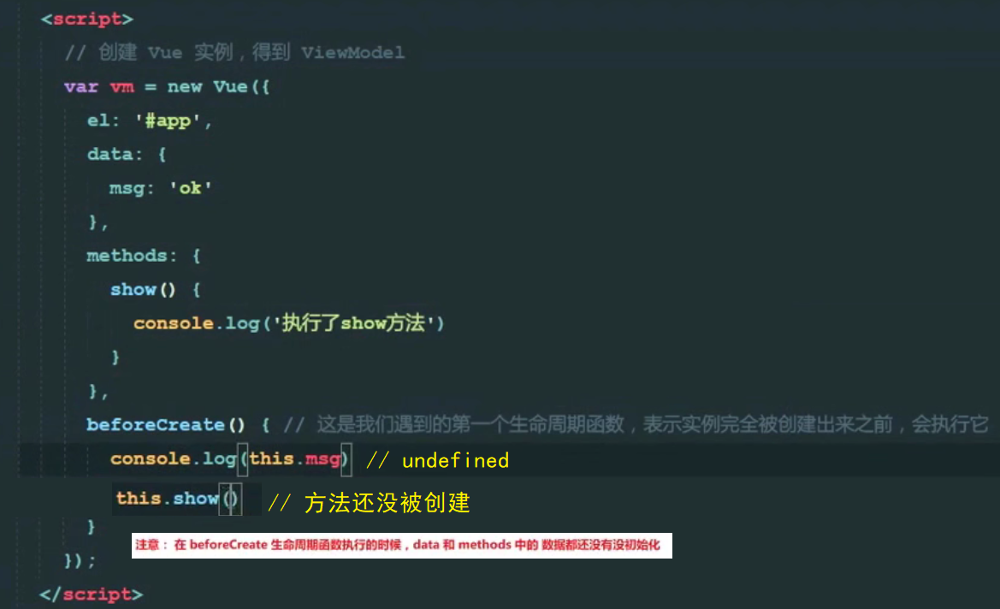 <script>
// 创建 Vue 实例，得到 ViewModel
var vm = new Vue({
el: '#app',
data: {
msg: 'ok'
},
methods: {
show() {
console.log('执行了show方法')
}
},
beforeCreate() { // 这是我们遇到的第一个生命周期函数，表示实例完全被创建出来之前，会执行它
console.log(this.msg) // undefined
this.show() // 方法还没被创建
}
注意： 在 beforeCreate 生命周期函数执行的时候，data 和 methods 中的 数据都还没有没初始化
});
</script>